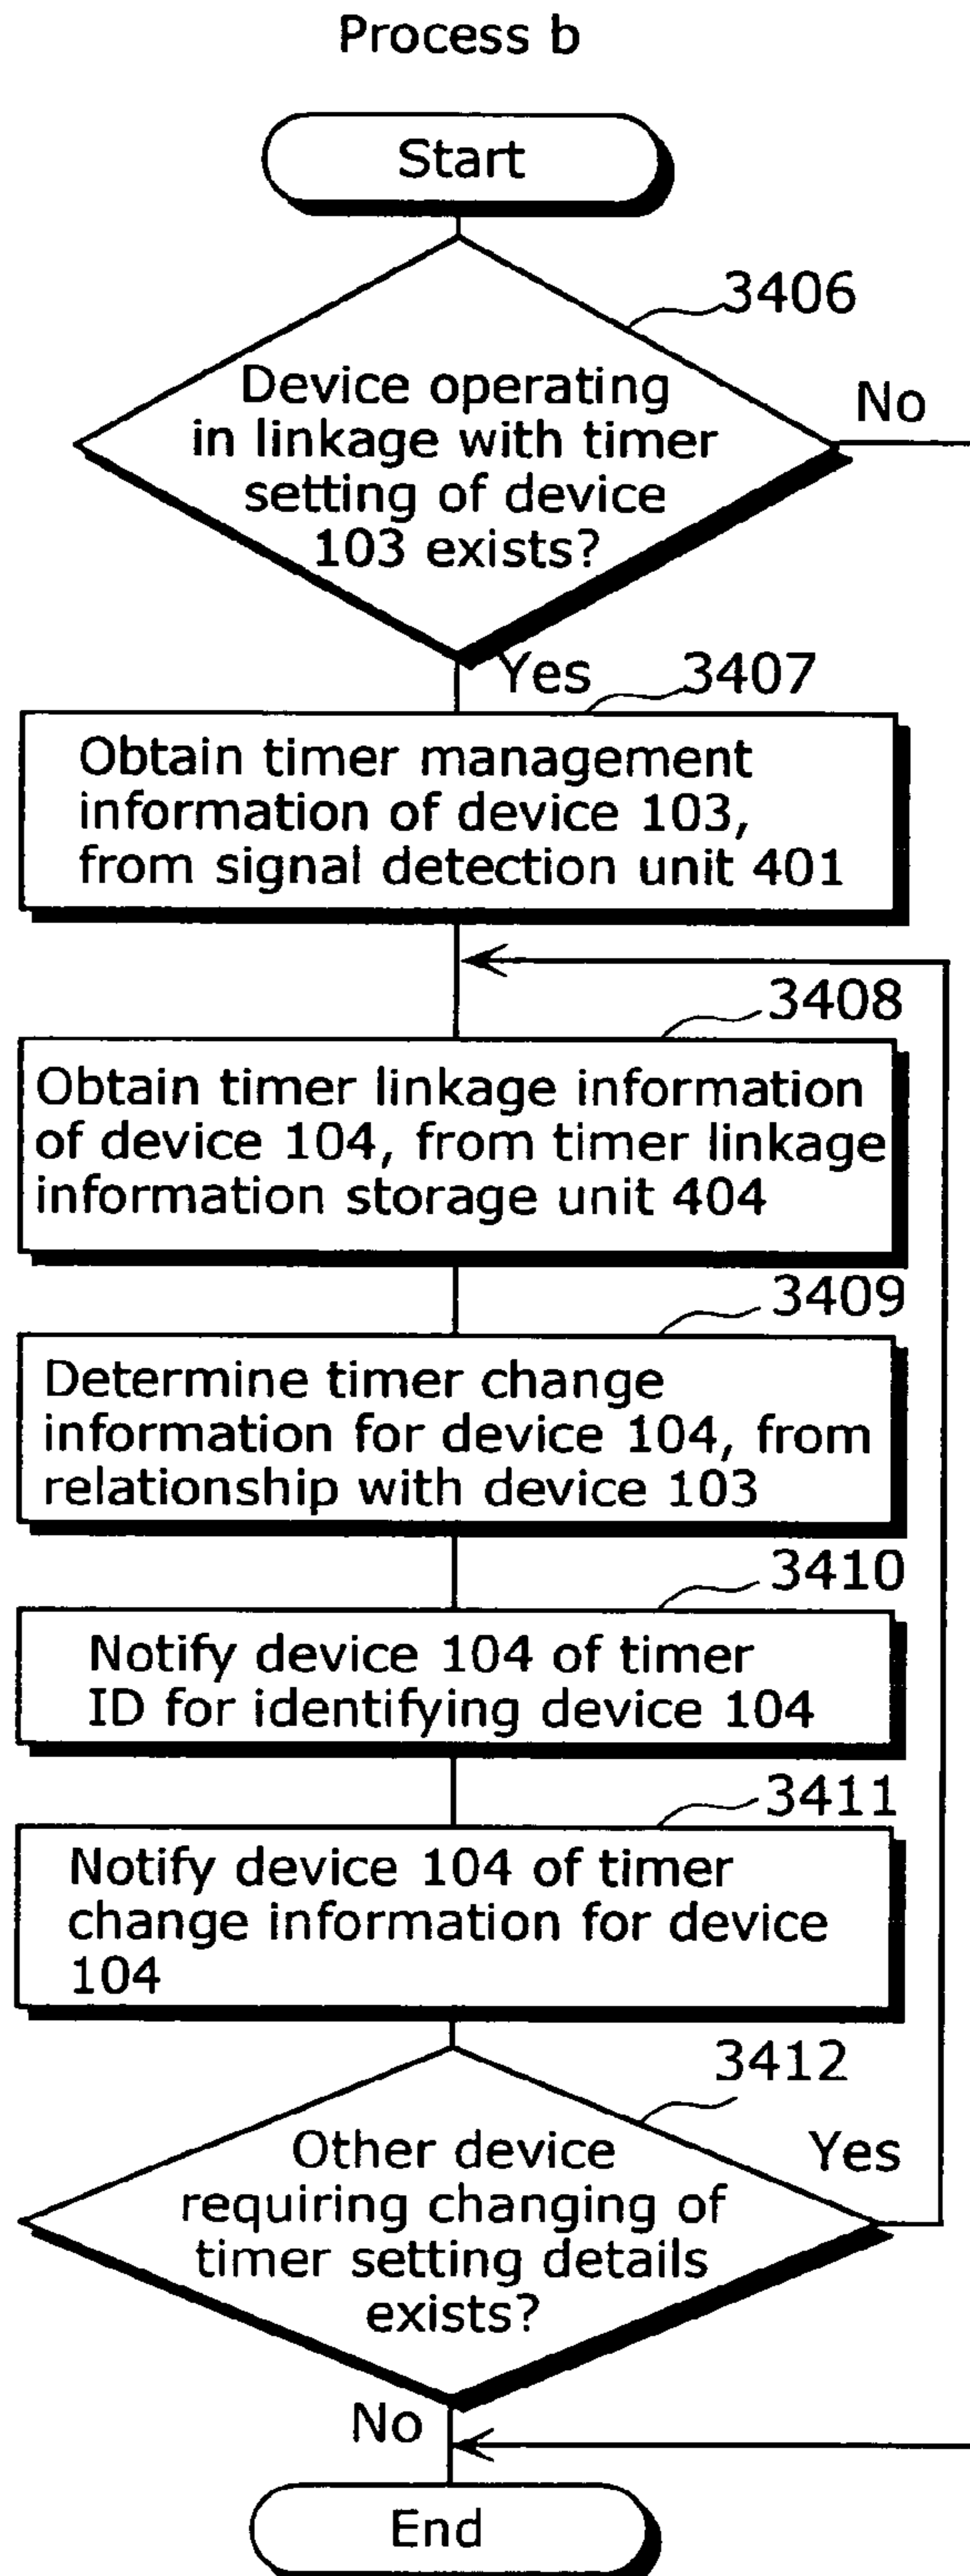 Process b
Start
3406
Device operating
in linkage with timer
setting of device
103 exists?
No
Yes
3407
Obtain timer management
information of device 103,
from signal detection unit 401
3408
Obtain timer linkage information
of device 104, from timer linkage
information storage unit 404
3409
Determine timer change
information for device 104, from
relationship with device 103
3410
Notify device 104 of timer
ID for identifying device 104
3411
Notify device 104 of timer
change information for device
104
3412
Other device
requiring changing of
timer setting details
exists?
Yes
No
End